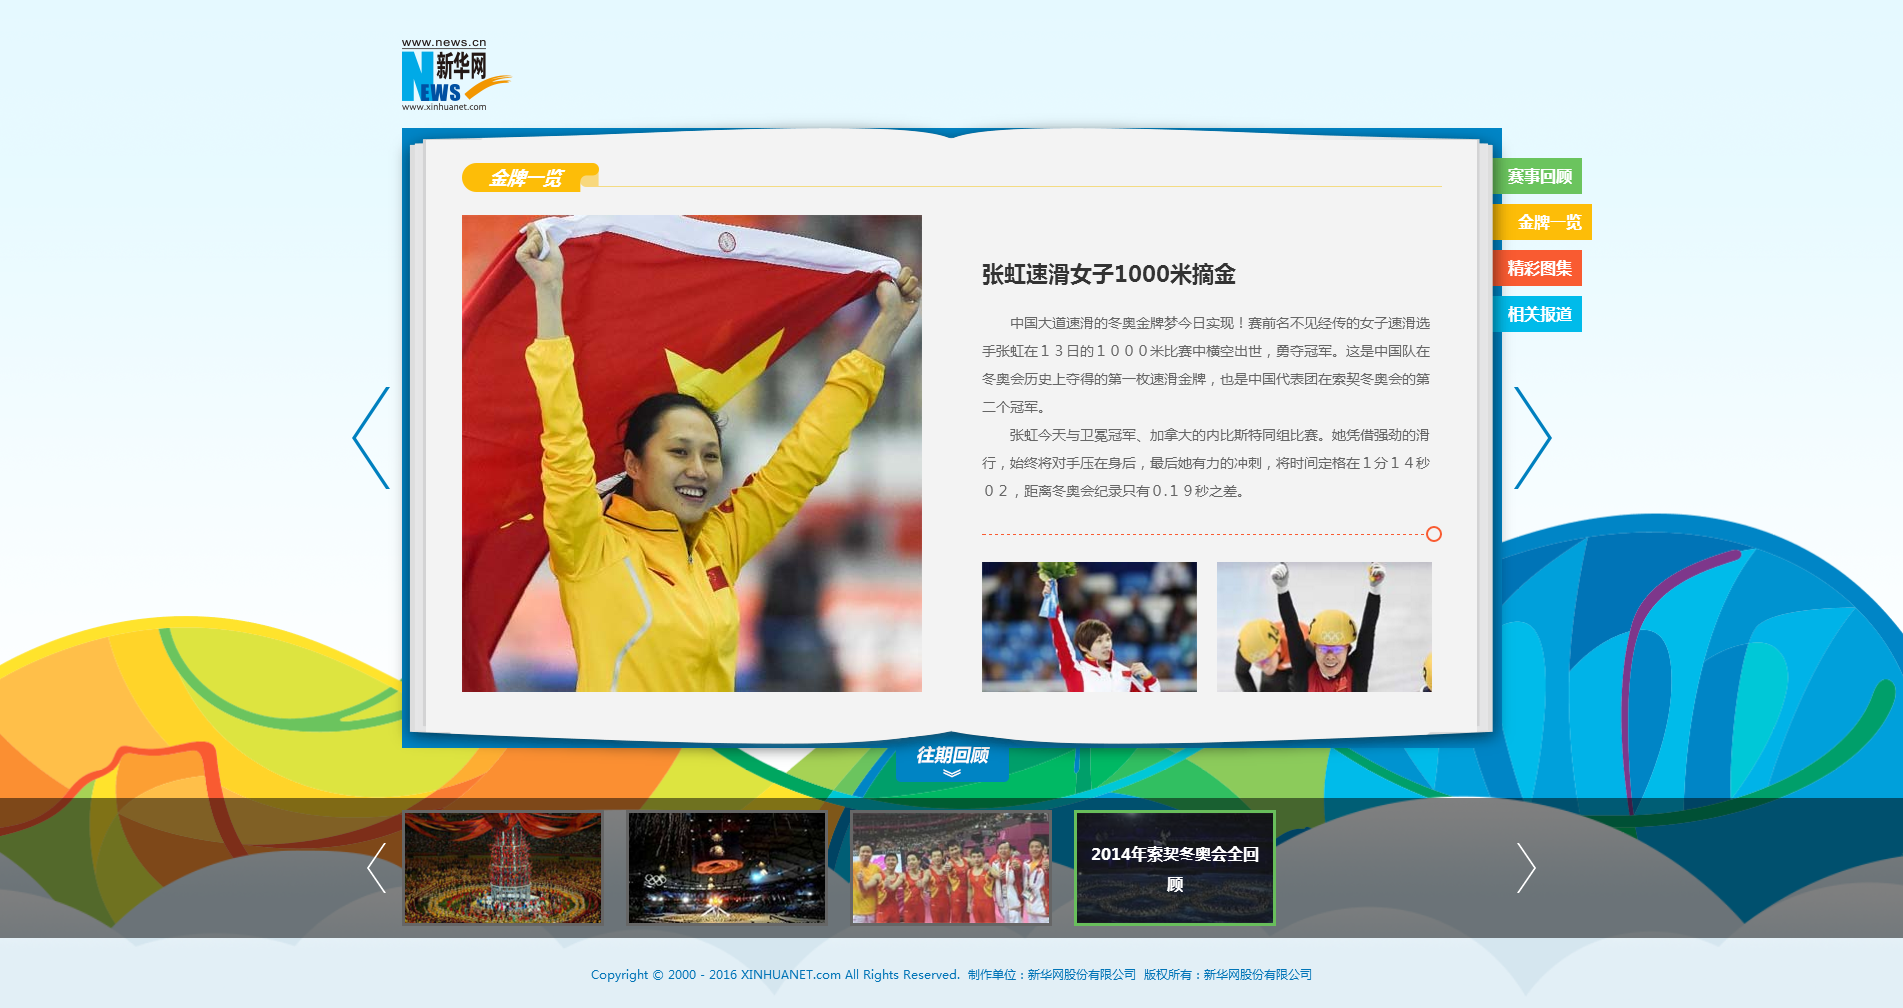 www.news.cn
新华网
NEWS
www.xinhuanet.com
金牌一览
赛事回顾
金牌一览
精彩图集
相关报道
张虹速滑女子1000米摘金
中国大道速滑的冬奥金牌梦今日实现！赛前名不见经传的女子速滑选
手张虹在１３日的１０００米比赛中横空出世，勇夺冠军。这是中国队在
冬奥会历史上夺得的第一枚速滑金牌，也是中国代表团在索契冬奥会的第
二个冠军。
张虹今天与卫冕冠军、加拿大的内比斯特同组比赛。她凭借强劲的滑
行，始终将对手压在身后，最后她有力的冲刺，将时间定格在１分１４秒
０２，距离冬奥会纪录只有０.１９秒之差。
往期回顾
2014年索契冬奥会全回
顾
Copyright © 2000 - 2016 XINHUANET.com All Rights Reserved. 制作单位：新华网股份有限公司 版权所有：新华网股份有限公司